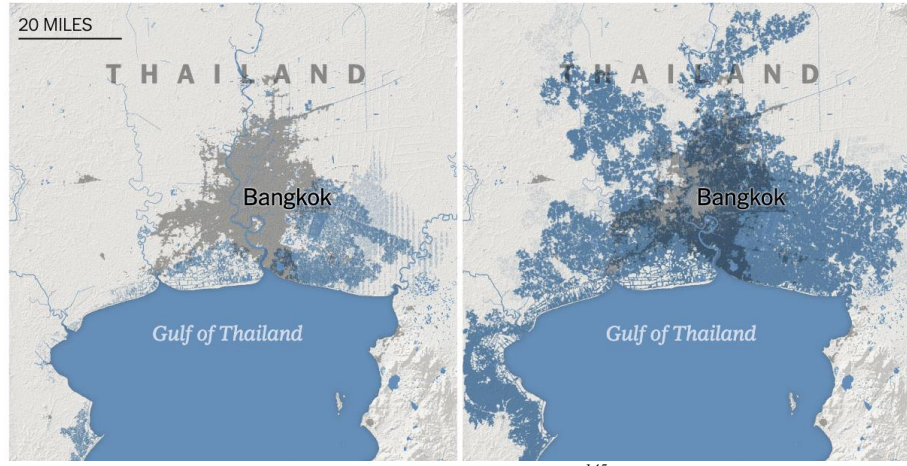 20 MILES
THAILAND
Bangkok
Gulf of Thailand
THAILAND
Bangkok
Gulf of Thailand